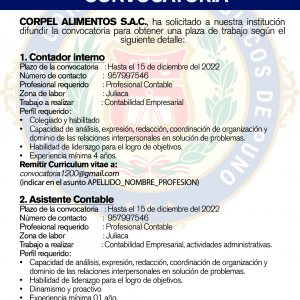 CONVOCATORIA
CORPEL ALIMENTOS S.A.C., ha solicitado a nuestra institución
difundir la convocatoria para obtener una plaza de trabajo según el
siguiente detalle:
1. Contador interno
Plazo de la convocatoria : Hasta el 15 de diciembre del 2022
Número de contacto : 957997546
Profesional requerido : Profesional Contable
Zona de labor : Juliaca
Trabajo a realizar : Contabilidad Empresarial
Perfil requerido:
• Colegiado y habilitado
• Capacidad de análisis, expresión, redacción, coordinación de organización y
dominio de las relaciones interpersonales en solución de problemas.
• Habilidad de liderazgo para el logro de objetivos.
• Experiencia mínima 4 años.
Remitir Curriculum vitae a:
convocatoria1200@gmail.com
(indicar en el asunto APELLIDO_NOMBRE_PROFESION)
2. Asistente Contable
Plazo de la convocatoria : Hasta el 15 de diciembre del 2022
Número de contacto : 957997546
Profesional requerido : Profesional Contable
Zona de labor : Juliaca
Trabajo a realizar : Contabilidad Empresarial, actividades administrativas.
Perfil requerido:
• Capacidad de análisis, expresión, redacción, coordinación de organización y
dominio de las relaciones interpersonales en solución de problemas.
• Habilidad de liderazgo para el logro de objetivos.
• Dinamismo y proactivo
• Experiencia mínima 01 año.